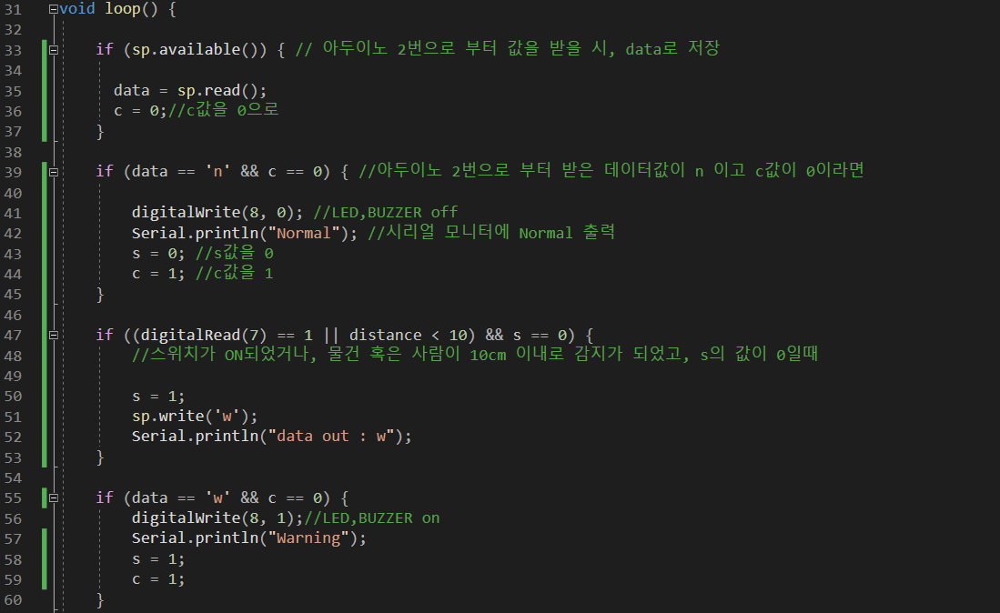 31 void loop() {
32
33 if (sp.available()) { // 아두이노 2번으로 부터 값을 받을 시, data로 저장
34
35 data = sp.read();
36 c = 0;//c값을 0으로
37 }
38
39 if (data == 'n' && c == 0) { //아두이노 2번으로 부터 받은 데이터값이 n 이고 c값이 0이라면
40
41 digitalWrite(8, 0); //LED,BUZZER off
42 Serial.println("Normal"); //시리얼 모니터에 Normal 출력
43 s = 0; //s값을 0
44 c = 1; //c값을 1
45 }
46
47 if ((digitalRead(7) == 1 || distance < 10) && s == 0) {
48 //스위치가 ON되었거나, 물건 혹은 사람이 10cm 이내로 감지가 되었고, s의 값이 0일때
49
50 s = 1;
51 sp.write('w');
52 Serial.println("data out : w");
53 }
54
55 if (data == 'w' && c == 0) {
56 digitalWrite(8, 1);//LED,BUZZER on
57 Serial.println("Warning");
58 s = 1;
59 c = 1;
60 }